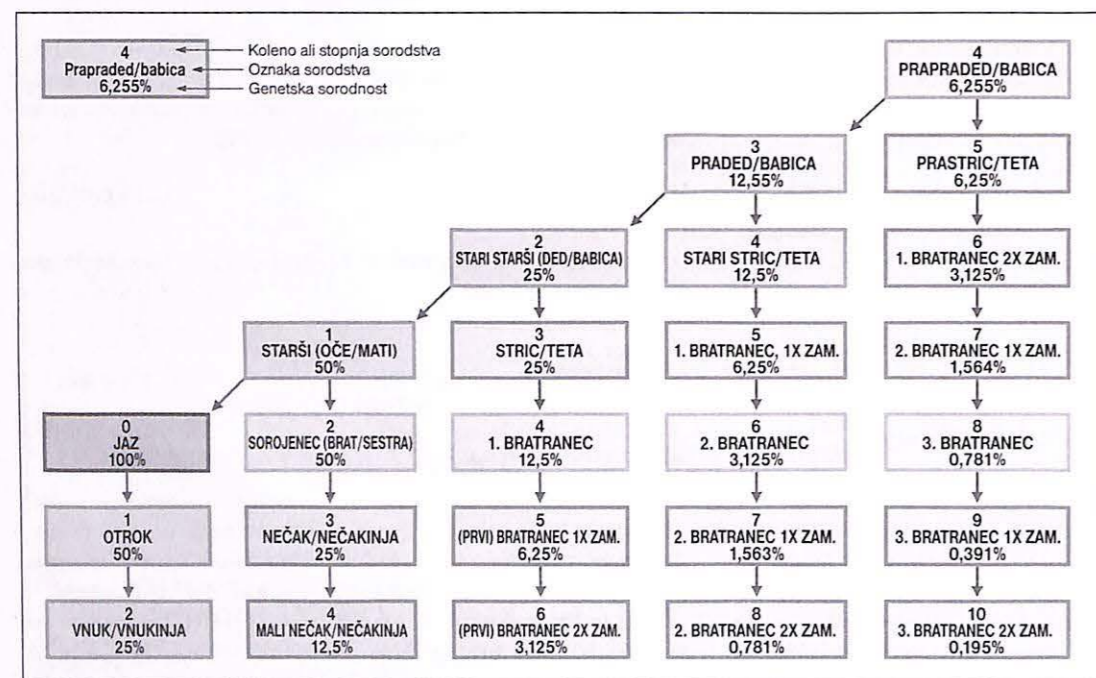 4
Prapraded/babica
6,255%
Koleno ali stopnja sorodstva
Oznaka sorodstva
Genetska sorodnost
4
PRAPRADED/BABICA
6,255%
3
PRADED/BABICA
12,55%
5
PRASTRIC/TETA
6,25%
2
STARI STARŠI (DED/BABICA)
25%
4
STARI STRIC/TETA
12,5%
6
1. BRATRANEC 2X ZAM.
3,125%
1
STARŠI (OČE/MATI)
50%
3
STRIC/TETA
25%
5
1. BRATRANEC, 1X ZAM.
6,25%
7
2. BRATRANEC 1X ZAM.
1,564%
0
JAZ
100%
2
SOROJENEC (BRAT/SESTRA)
50%
4
1. BRATRANEC
12,5%
6
2. BRATRANEC
3,125%
8
3. BRATRANEC
0,781%
1
OTROK
50%
3
NEČAK/NEČAKINJA
25%
5
(PRVI) BRATRANEC 1X ZAM.
6,25%
7
2. BRATRANEC 1X ZAM.
1,563%
9
3. BRATRANEC 1X ZAM.
0,391%
2
VNUK/VNUKINJA
25%
4
MALI NEČAK/NEČAKINJA
12,5%
6
(PRVI) BRATRANEC 2X ZAM.
3,125%
8
2. BRATRANEC 2X ZAM.
0,781%
10
3. BRATRANEC 2X ZAM.
0,195%